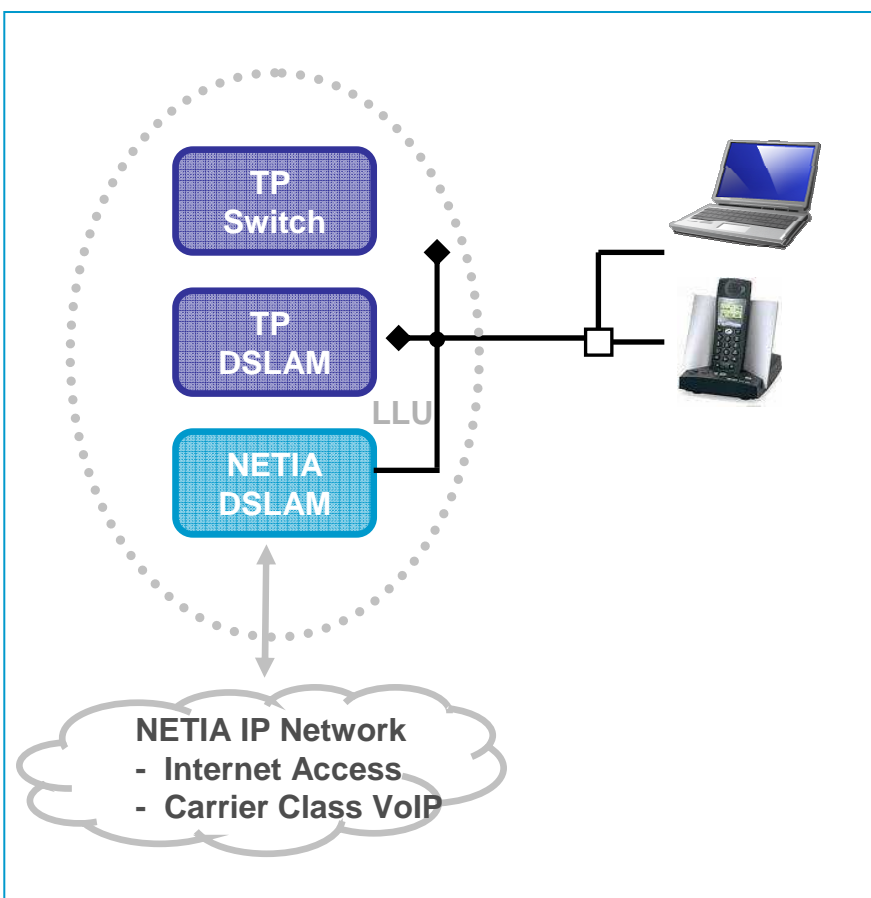 TP
Switch
TP
DSLAM
LLU
NETIA
DSLAM
NETIA IP Network
- Internet Access
- Carrier Class VoIP